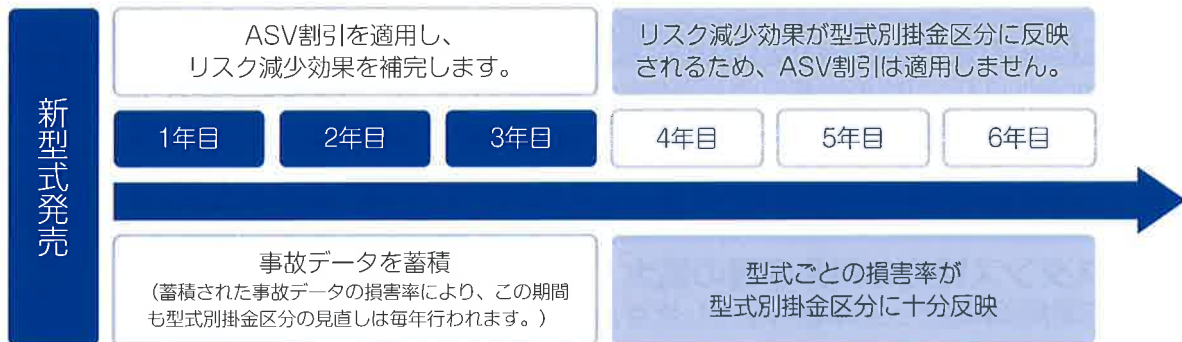 新型式発売
ASV割引を適用し、
リスク減少効果を補完します。
リスク減少効果が型式別掛金区分に反映
されるため、ASV割引は適用しません。
1年目
2年目
3年目
4年目
5年目
6年目
事故データを蓄積
（蓄積された事故データの損害率により、この期間
も型式別掛金区分の見直しは毎年行われます。）
型式ごとの損害率が
型式別掛金区分に十分反映